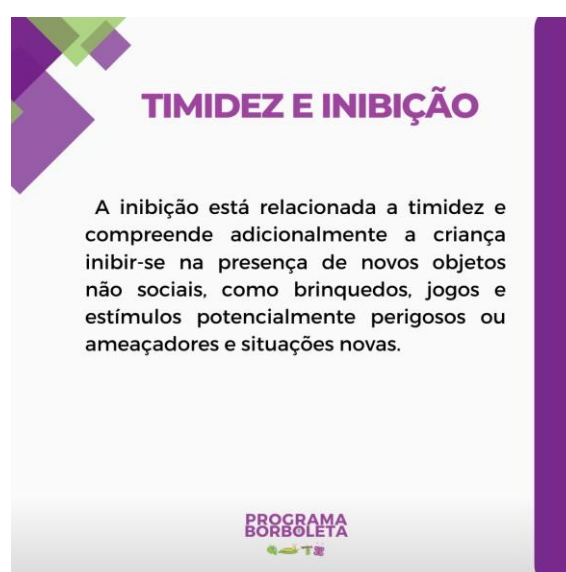 TIMIDEZ E INIBIÇÃO
A inibição está relacionada a timidez e
compreende adicionalmente a criança
inibir-se na presença de novos objetos
não sociais, como brinquedos, jogos e
estímulos potencialmente perigosos ou
ameaçadores e situações novas.
PROGRAMA
BORBOLETA